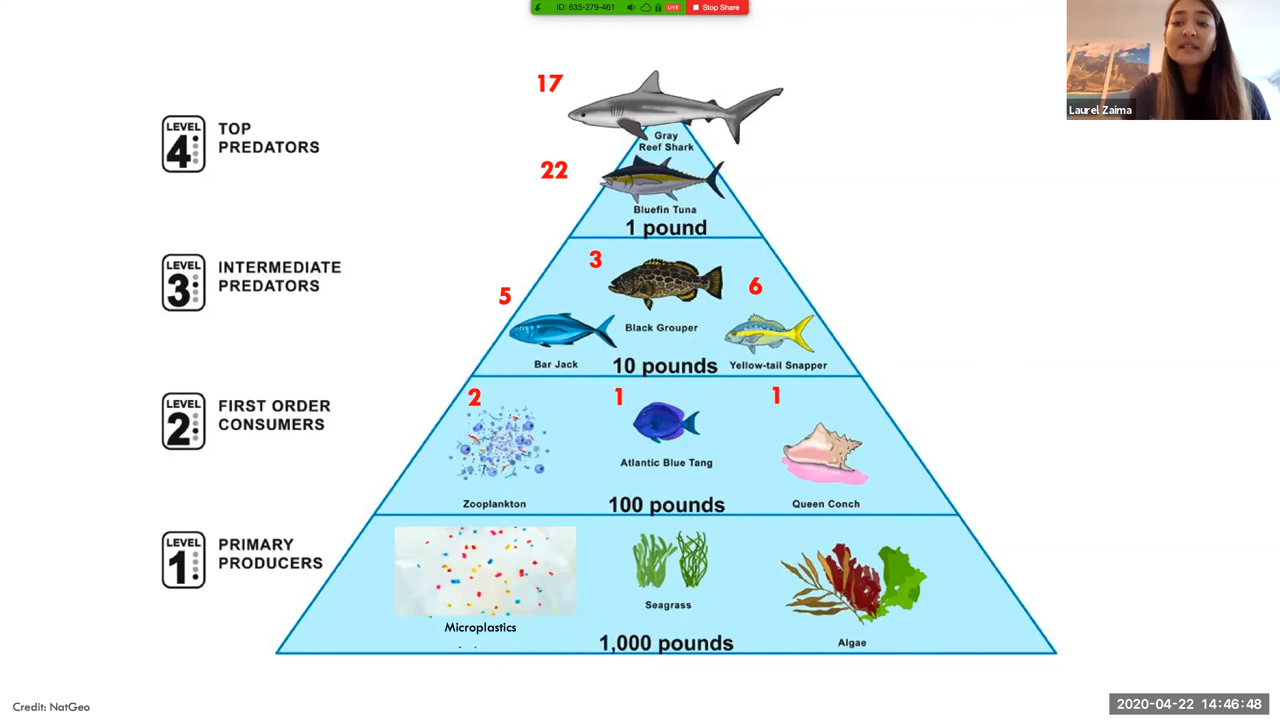 ID: 635-279-461
LIVE
Stop Share
Laurel Zaima
17
Gray
Reef Shark
LEVEL
4
TOP
PREDATORS
22
Bluefin Tuna
1 pound
LEVEL
3
INTERMEDIATE
PREDATORS
3
6
5
Black Grouper
Bar Jack
10 pounds
Yellow-tail Snapper
LEVEL
2
FIRST ORDER
CONSUMERS
2
1
1
Atlantic Blue Tang
Zooplankton
100 pounds
Queen Conch
LEVEL
1
PRIMARY
PRODUCERS
Seagrass
Microplastics
1,000 pounds
Algae
Credit: NatGeo
2020-04-22 14:46:48